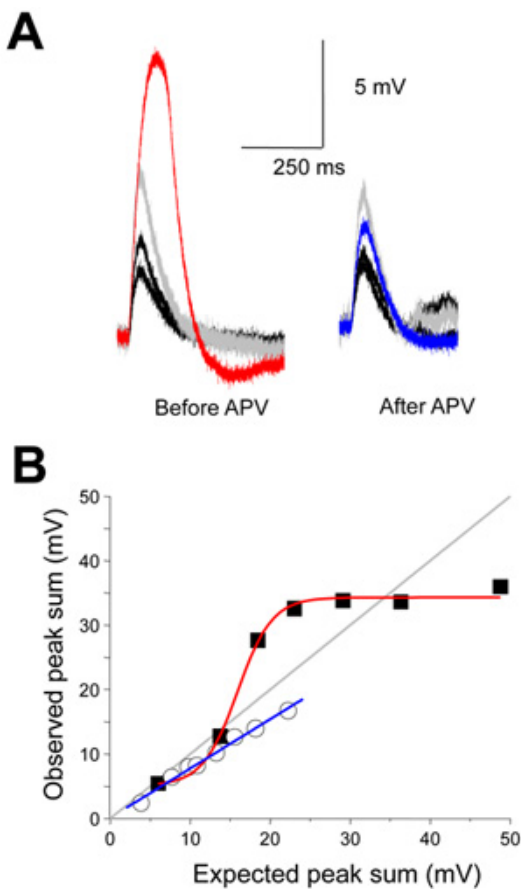 A
5 mV
250 ms
Before APV
After APV
B
Observed peak sum (mV)
50
40
30
20
10
0
0 10 20 30 40 50
Expected peak sum (mV)